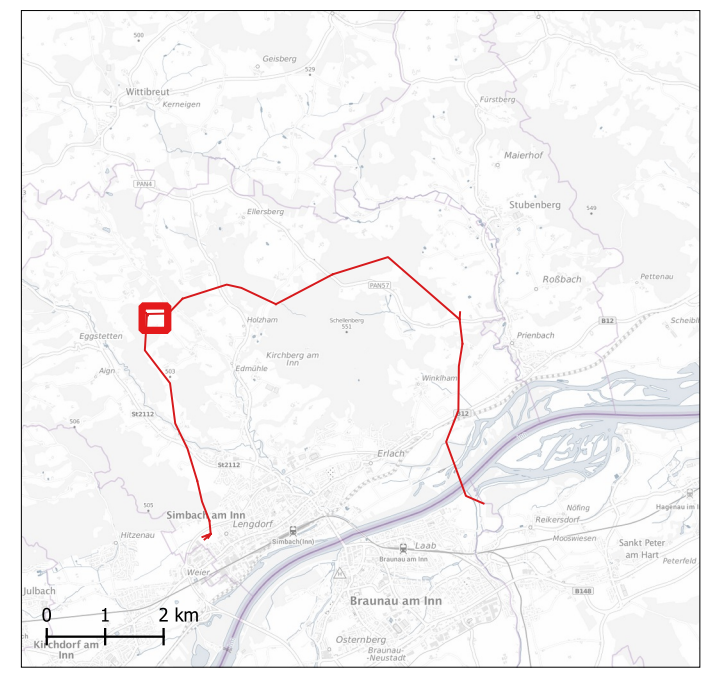 500
Geisberg
529
Wittibreut
Kerneigen
Fürstberg
Maierhof
PAN4
Stubenberg
549
Ellersberg
Pettenau
Roßbach
PAN57
Holzham
Schellenberg
551
B12
Eggstetten
Prienbach
Kirchberg am
Inn
Aign
503
Edmühle
Winklham
St2112
B12
506
Erlach
St2112
505
Simbach am Inn
Lengdorf
Nöfing
Hagenau im I
Reikersdorf
Hitzenau
Simbach(Inn)
Mooswiesen
Sankt Peter
am Hart
Laab
Braunau am Inn
Peterfeld
Weier
Julbach
B148
Braunau am Inn
0 1 2 km
Kirchdorf am
Inn
Osternberg
Braunau-
-Neustadt